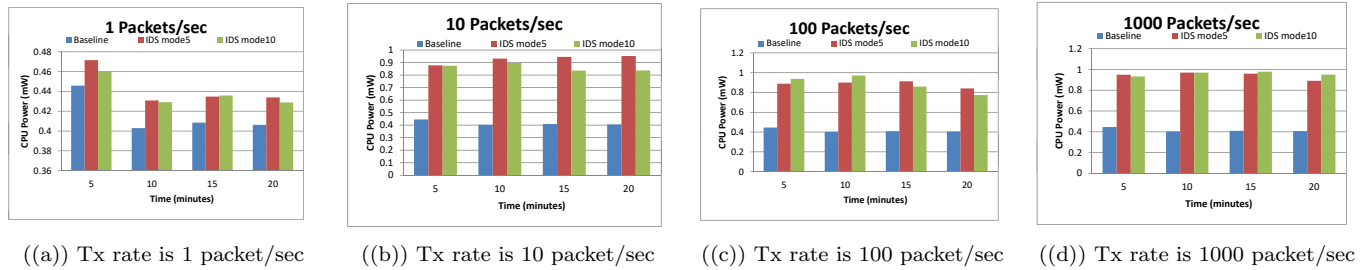 1 Packets/sec
Baseline IDS mode5 IDS mode10
CPU Power (mW)
0.48
0.46
0.44
0.42
0.4
0.38
0.36
5 10 15 20
Time (minutes)
((a)) Tx rate is 1 packet/sec
10 Packets/sec
Baseline IDS mode5 IDS mode10
CPU Power (mW)
1
0.9
0.8
0.7
0.6
0.5
0.4
0.3
0.2
0.1
0
5 10 15 20
Time (minutes)
((b)) Tx rate is 10 packet/sec
100 Packets/sec
Baseline IDS mode5 IDS mode10
CPU Power (mW)
1.2
1
0.8
0.6
0.4
0.2
0
5 10 15 20
Time (minutes)
((c)) Tx rate is 100 packet/sec
1000 Packets/sec
Baseline IDS mode5 IDS mode10
CPU Power (mW)
1.2
1
0.8
0.6
0.4
0.2
0
5 10 15 20
Time (minutes)
((d)) Tx rate is 1000 packet/sec